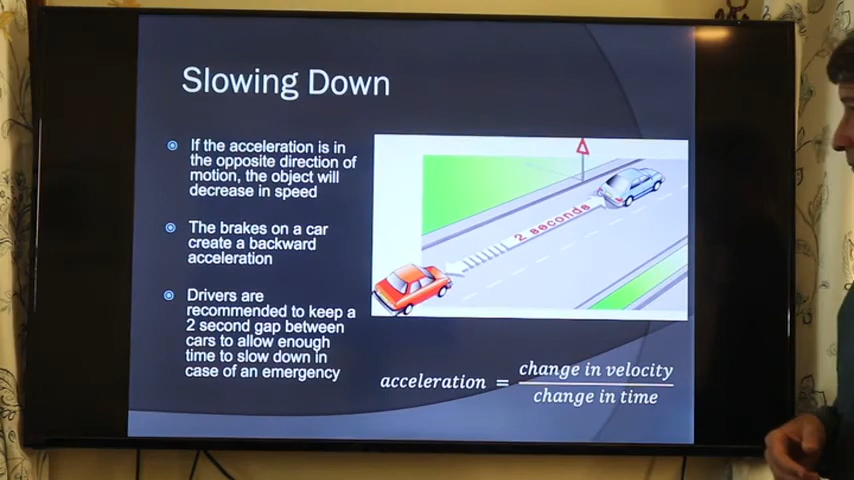 Slowing Down
If the acceleration is in
the opposite direction of
motion, the object will
decrease in speed
The brakes on a car
create a backward
acceleration
Drivers are
recommended to keep a
2 second gap between
cars to allow enough
time to slow down in
case of an emergency
2 seconds
acceleration = change in velocity
change in time